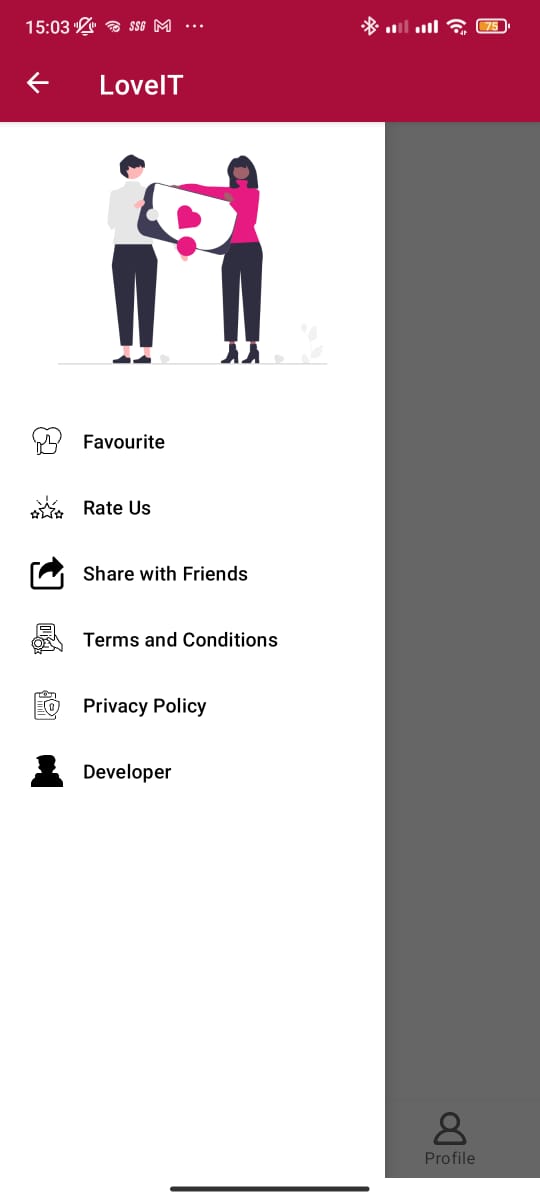 15:03 SSG ... 75
LoveIT
Favourite
Rate Us
Share with Friends
Terms and Conditions
Privacy Policy
Developer
Profile